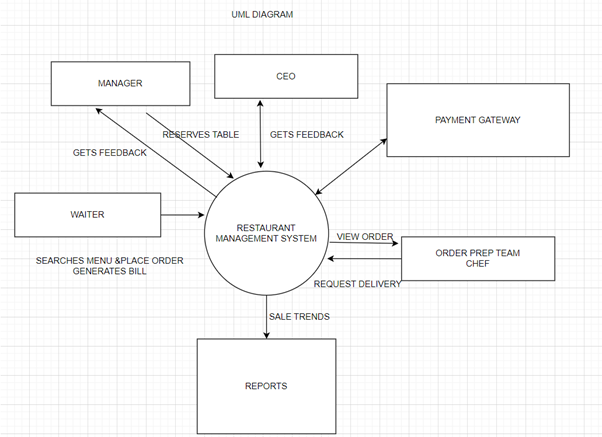 UML DIAGRAM
CEO
MANAGER
PAYMENT GATEWAY
RESERVES TABLE
GETS FEEDBACK
GETS FEEDBACK
WAITER
RESTAURANT
MANAGEMENT SYSTEM
VIEW ORDER
ORDER PREP TEAM
CHEF
SEARCHES MENU &PLACE ORDER
GENERATES BILL
REQUEST DELIVERY
SALE TRENDS
REPORTS